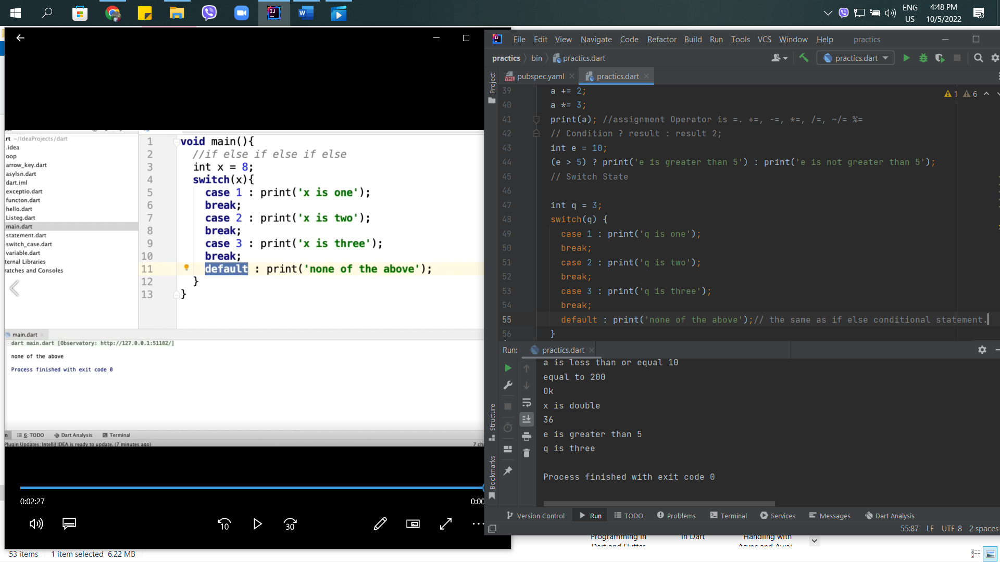 ENG
US
4:48 PM
10/5/2022
File Edit View Navigate Code Refactor Build Run Tools VCS Window Help practics
practics bin practics.dart
practics.dart
Project
pubspec.yaml
practics.dart
1 6
39 a += 2;
40 a *= 3;
41 print(a); //assignment Operator is =. +=, -=, *=, /=, ~/= %=
42 // Condition ? result : result 2;
43 int e = 10;
44 (e > 5) ? print('e is greater than 5') : print('e is not greater than 5');
45 // Switch State
46
47 int q = 3;
48 switch(q) {
49 case 1 : print('q is one');
50 break;
51 case 2 : print('q is two');
52 break;
53 case 3 : print('q is three');
54 break;
55 default : print('none of the above');// the same as if else conditional statement.
56 }
Run: practics.dart
a is less than or equal 10
equal to 200
Ok
x is double
36
e is greater than 5
q is three
Process finished with exit code 0
Structure
Bookmarks
Version Control Run TODO Problems Terminal Services Messages Dart Analysis
55:87 LF UTF-8 2 spaces
rt ~/IdeaProjects/dart
.idea
oop
arrow_key.dart
asylsn.dart
dart.iml
exceptio.dart
functon.dart
hello.dart
Listeg.dart
main.dart
statement.dart
switch_case.dart
variable.dart
ternal Libraries
ratches and Consoles
1 void main(){
2 //if else if else if else
3 int x = 8;
4 switch(x){
5 case 1 : print('x is one');
6 break;
7 case 2 : print('x is two');
8 break;
9 case 3 : print('x is three');
10 break;
11 default : print('none of the above');
12 }
13 }
main.dart
dart main.dart [Observatory: http://127.0.0.1:51182/]
none of the above
Process finished with exit code 0
n 6: TODO Dart Analysis Terminal
Plugin Updates: IntelliJ IDEA is ready to update. (7 minutes ago) 7 cha
0:02:27
0:00
10
30
Programming in
in Dart
Handling with
Dart and Flutter
Async and Awai
53 items 1 item selected 6.22 MB